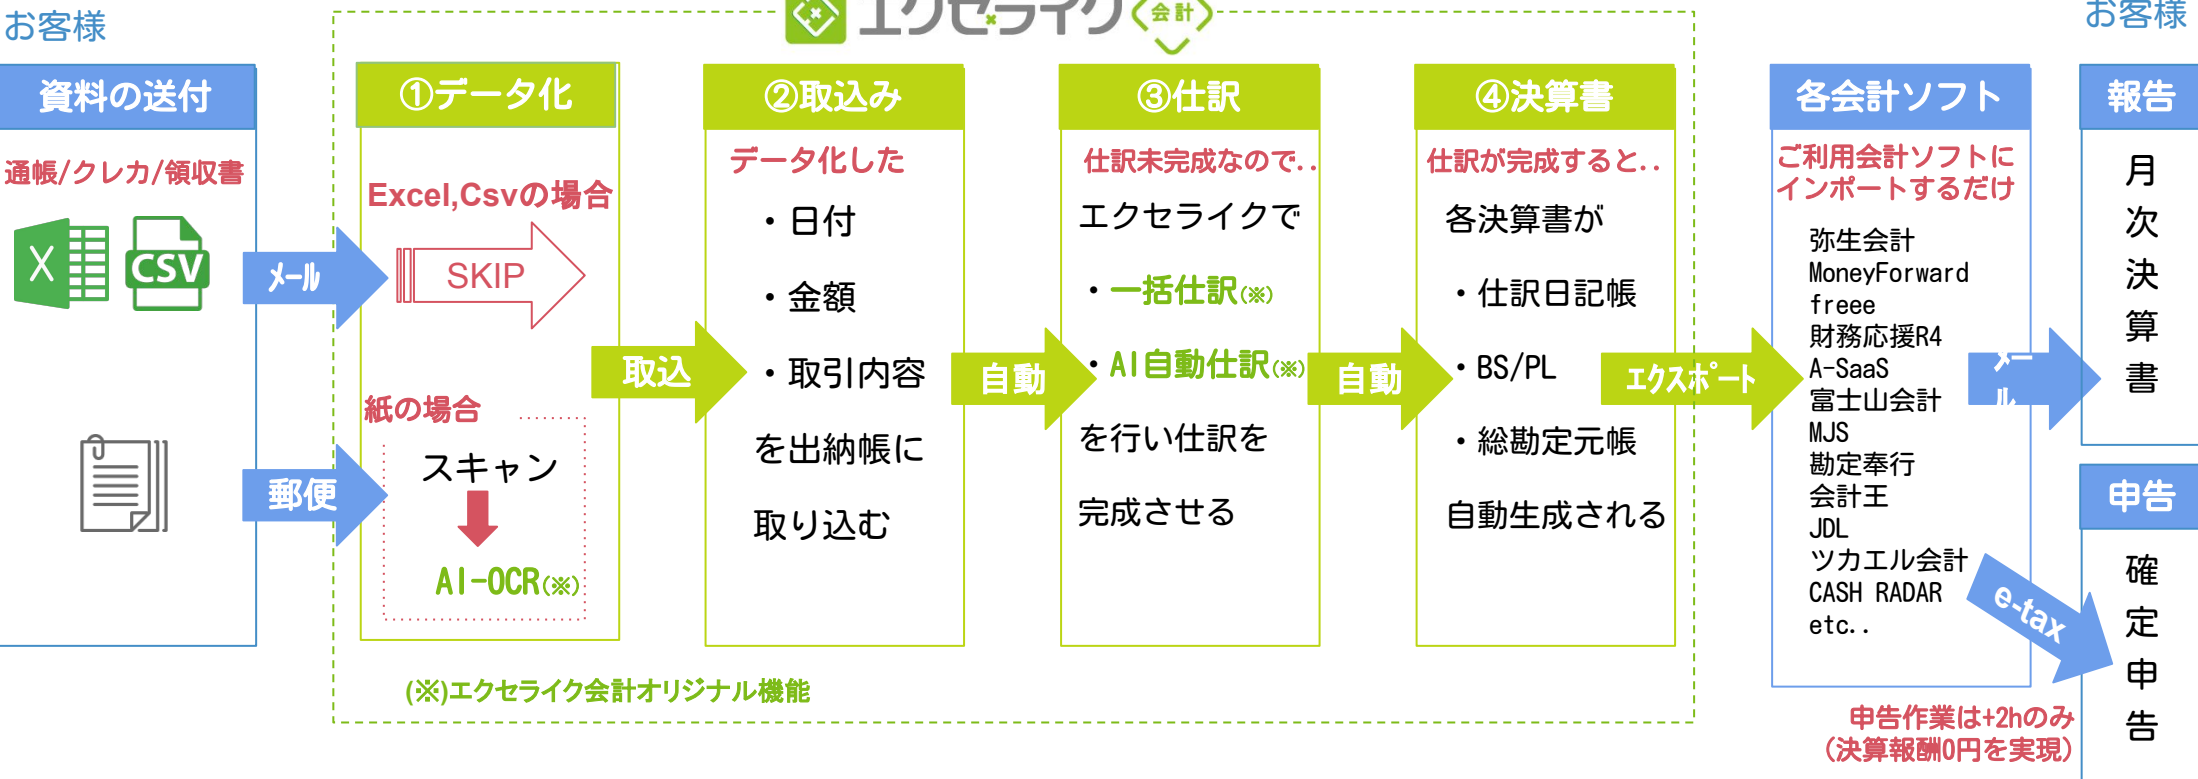 お客様
エクセライク
会計
お客様
資料の送付
通帳/クレカ/領収書
X
CSV
メール
郵便
①データ化
Excel,Csvの場合
SKIP
紙の場合
スキャン
AI-OCR(※)
取込
②取込み
データ化した
・日付
・金額
・取引内容
を出納帳に
取り込む
自動
③仕訳
仕訳未完成なので..
エクセライクで
・一括仕訳(※)
・AI自動仕訳(※)
を行い仕訳を
完成させる
自動
④決算書
仕訳が完成すると..
各決算書が
・仕訳日記帳
・BS/PL
・総勘定元帳
自動生成される
エクスポート
(※)エクセライク会計オリジナル機能
各会計ソフト
ご利用会計ソフトに
インポートするだけ
弥生会計
MoneyForward
freee
財務応援R4
A-SaaS
富士山会計
MJS
勘定奉行
会計王
JDL
ツカエル会計
CASH RADAR
etc..
メール
e-tax
申告作業は+2hのみ
(決算報酬0円を実現)
報告
月次決算書
申告
確定申告